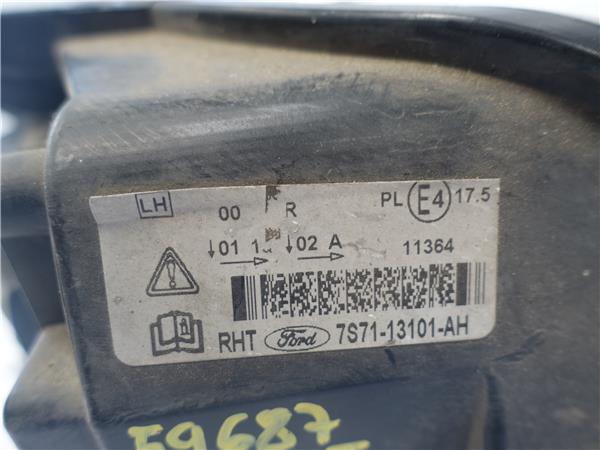 LH
00 R
PL E4 17.5
↓01 ↓02 A
→ →
11364
RHT Ford 7S71-13101-AH
59687